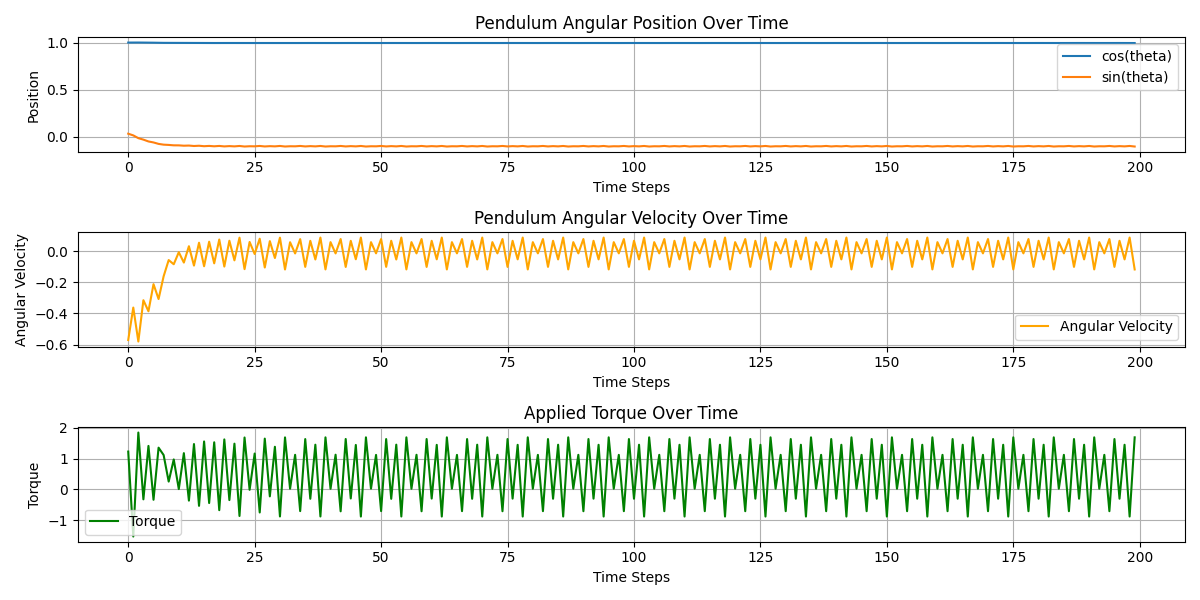 Pendulum Angular Position Over Time
1.0
0.5
0.0
Position
cos(theta)
sin(theta)
0 25 50 75 100 125 150 175 200
Time Steps
Pendulum Angular Velocity Over Time
0.0
−0.2
−0.4
−0.6
Angular Velocity
Angular Velocity
0 25 50 75 100 125 150 175 200
Time Steps
Applied Torque Over Time
2
1
0
−1
Torque
Torque
0 25 50 75 100 125 150 175 200
Time Steps